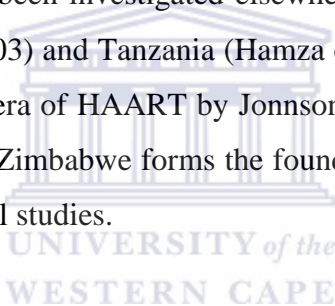 been investigated elsewhere
03) and Tanzania (Hamza
era of HAART by Jonnson
Zimbabwe forms the found
l studies.
UNIVERSITY of the
WESTERN CAPE